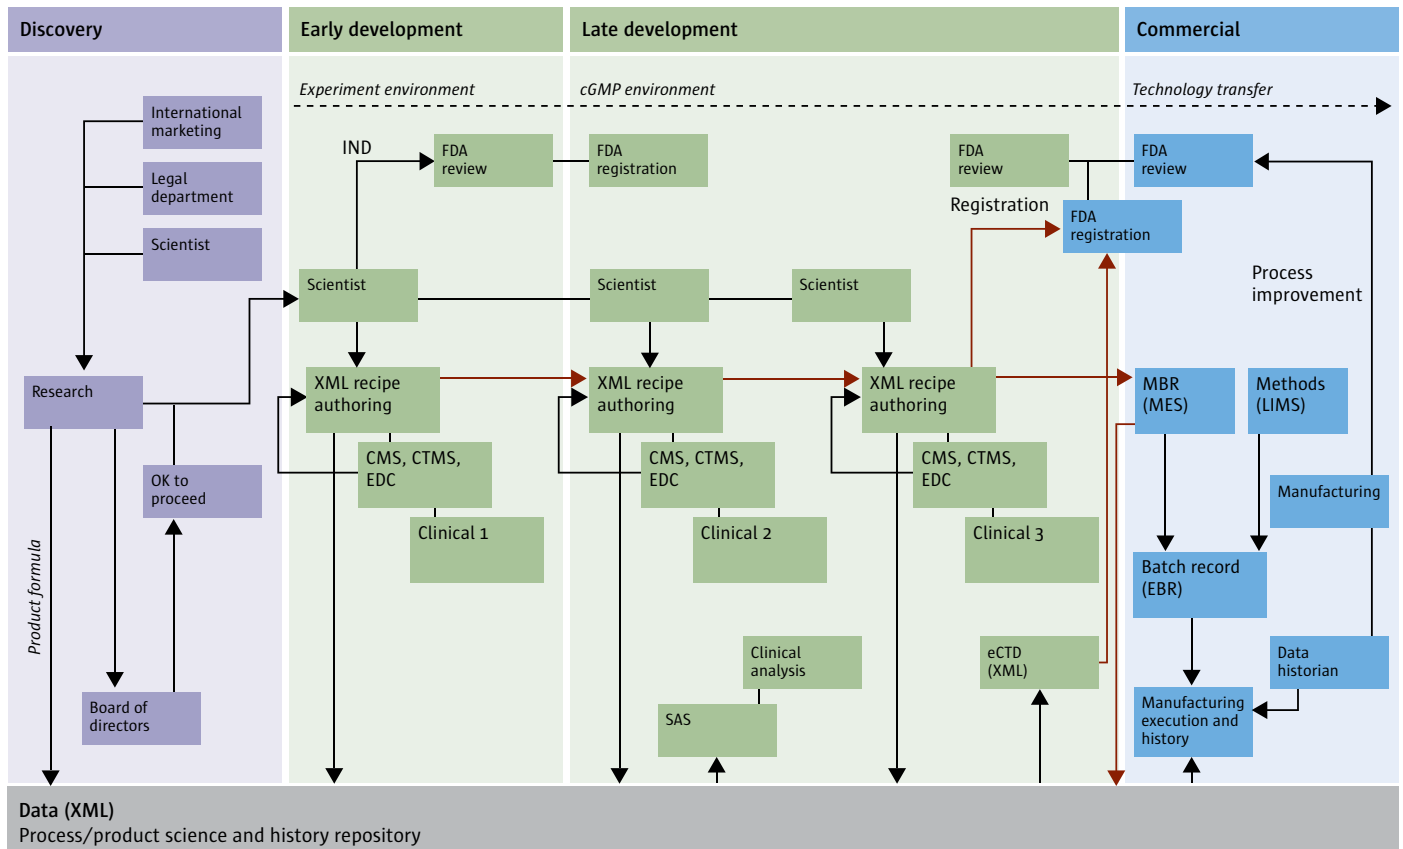 Discovery
Early development
Late development
Commercial
Experiment environment
cGMP environment
Technology transfer
International
marketing
Legal
department
Scientist
Research
OK to
proceed
Product formula
Board of
directors
IND
FDA
review
FDA
registration
FDA
review
FDA
review
Registration
FDA
registration
Process
improvement
Scientist
Scientist
Scientist
XML recipe
authoring
XML recipe
authoring
XML recipe
authoring
MBR
(MES)
Methods
(LIMS)
CMS, CTMS,
EDC
CMS, CTMS,
EDC
CMS, CTMS,
EDC
Manufacturing
Clinical 1
Clinical 2
Clinical 3
Batch record
(EBR)
Clinical
analysis
eCTD
(XML)
Data
historian
SAS
Manufacturing
execution and
history
Data (XML)
Process/product science and history repository